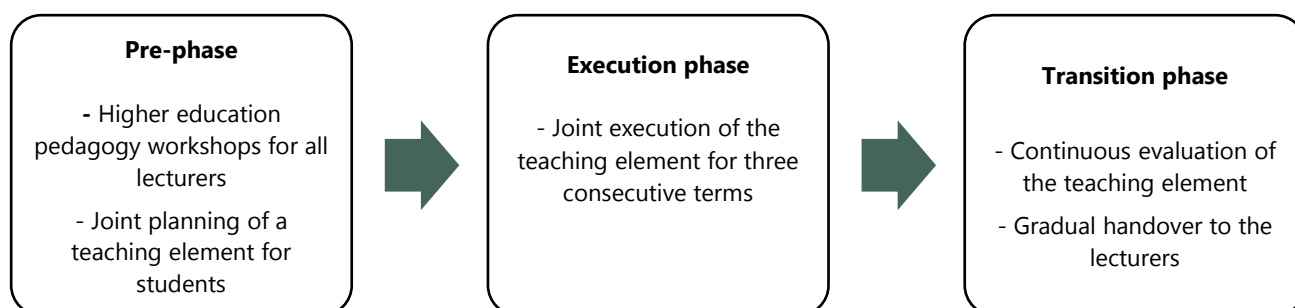 Pre-phase
- Higher education
pedagogy workshops for all
lecturers
- Joint planning of a
teaching element for
students
Execution phase
- Joint execution of the
teaching element for three
consecutive terms
Transition phase
- Continuous evaluation of
the teaching element
- Gradual handover to the
lecturers